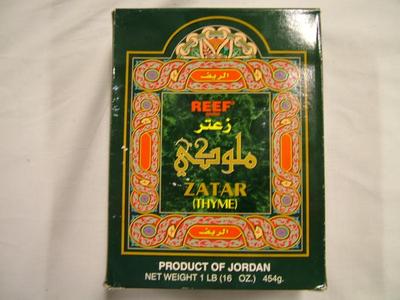 الريف
REEF®
زعتر
ملوكي
ZATAR
(THYME)
الريف
PRODUCT OF JORDAN
NET WEIGHT 1 LB (16 OZ.) 454g.